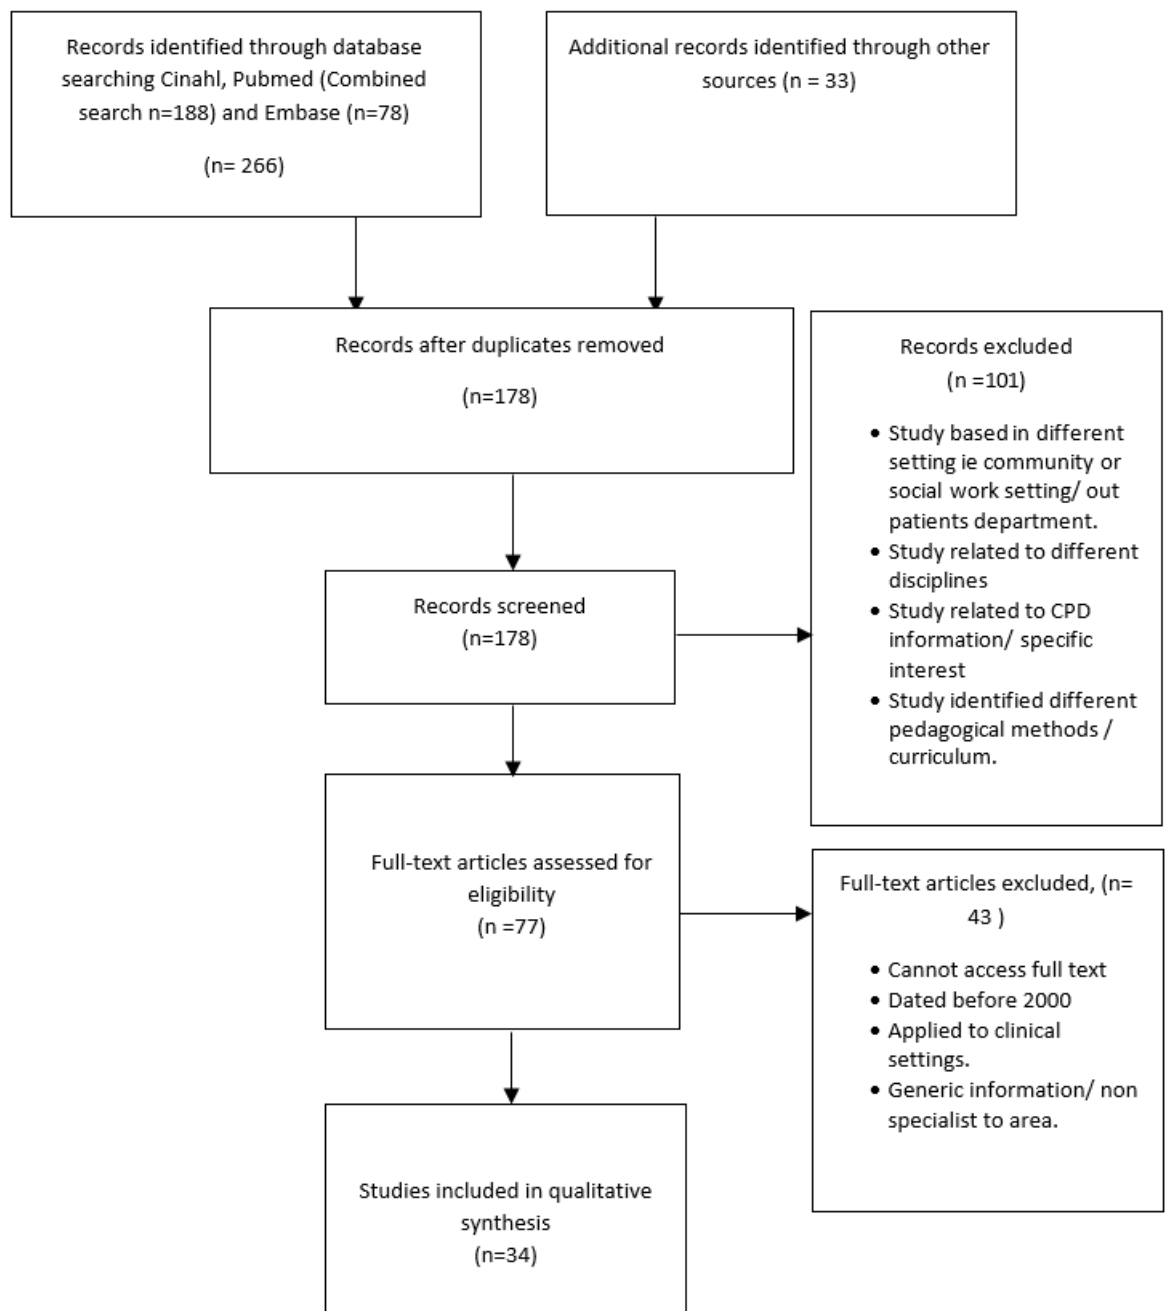 Records identified through database
searching Cinahl, Pubmed (Combined
search n=188) and Embase (n=78)
(n= 266)
Additional records identified through other
sources (n = 33)
Records after duplicates removed
(n=178)
Records screened
(n=178)
Records excluded
(n =101)
• Study based in different
setting ie community or
social work setting/ out
patients department.
• Study related to different
disciplines
• Study related to CPD
information/ specific
interest
• Study identified different
pedagogical methods /
curriculum.
Full-text articles assessed for
eligibility
(n =77)
Full-text articles excluded, (n=
43 )
• Cannot access full text
• Dated before 2000
• Applied to clinical
settings.
• Generic information/ non
specialist to area.
Studies included in qualitative
synthesis
(n=34)